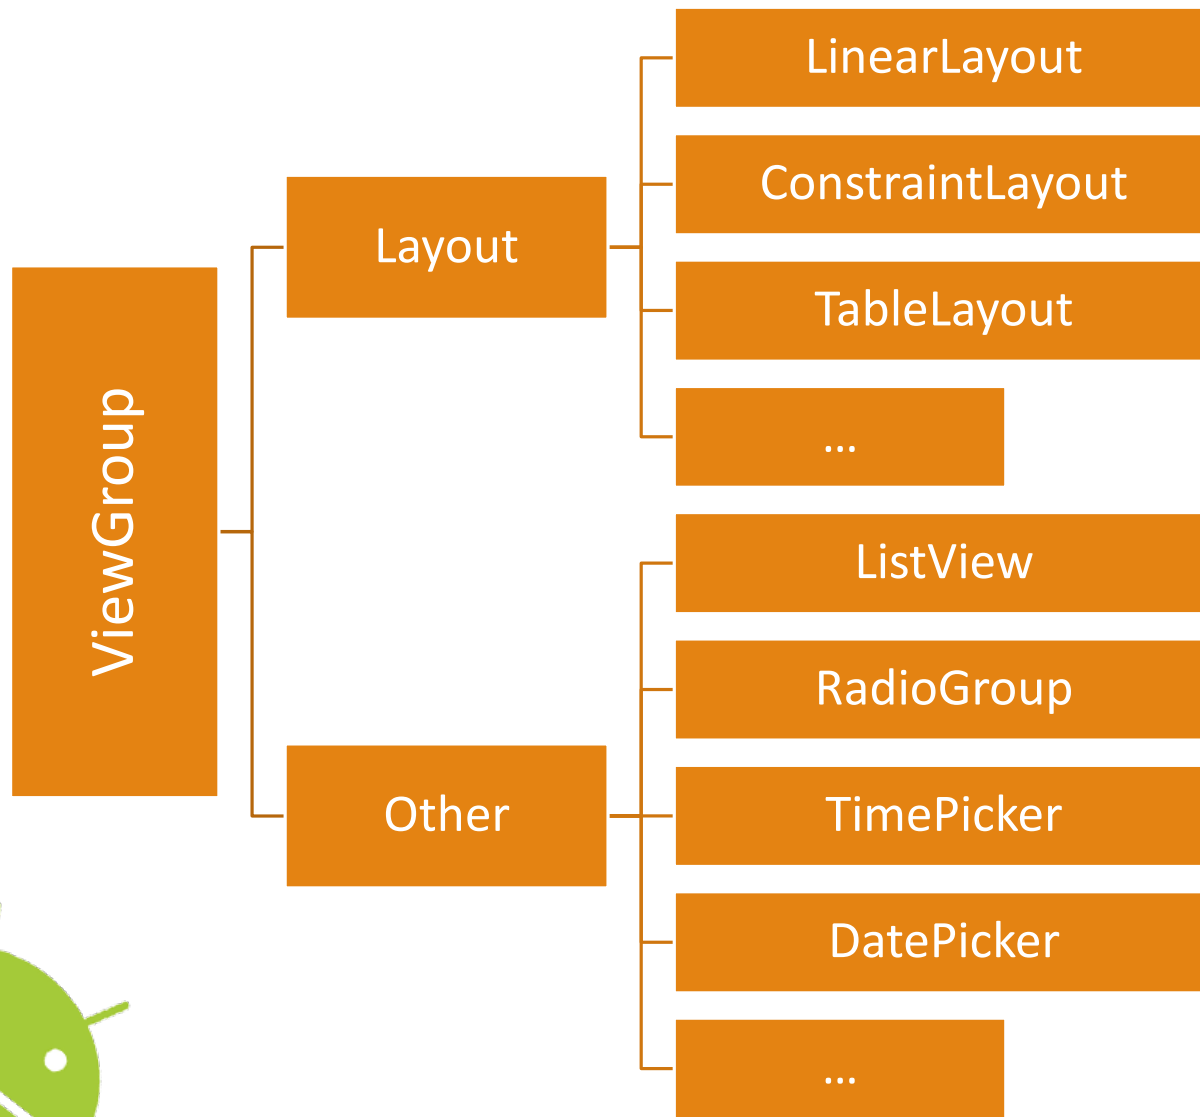 ViewGroup
Layout
LinearLayout
ConstraintLayout
TableLayout
...
Other
ListView
RadioGroup
TimePicker
DatePicker
...